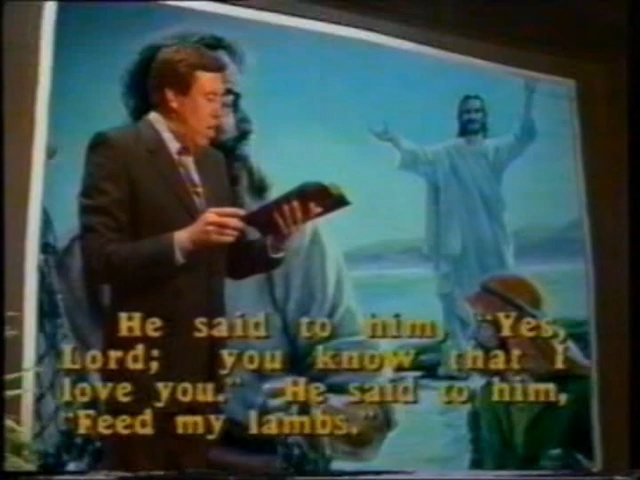 He said to him, "Yes,
Lord; you know that I
love you." He said to him,
"Feed my lambs."